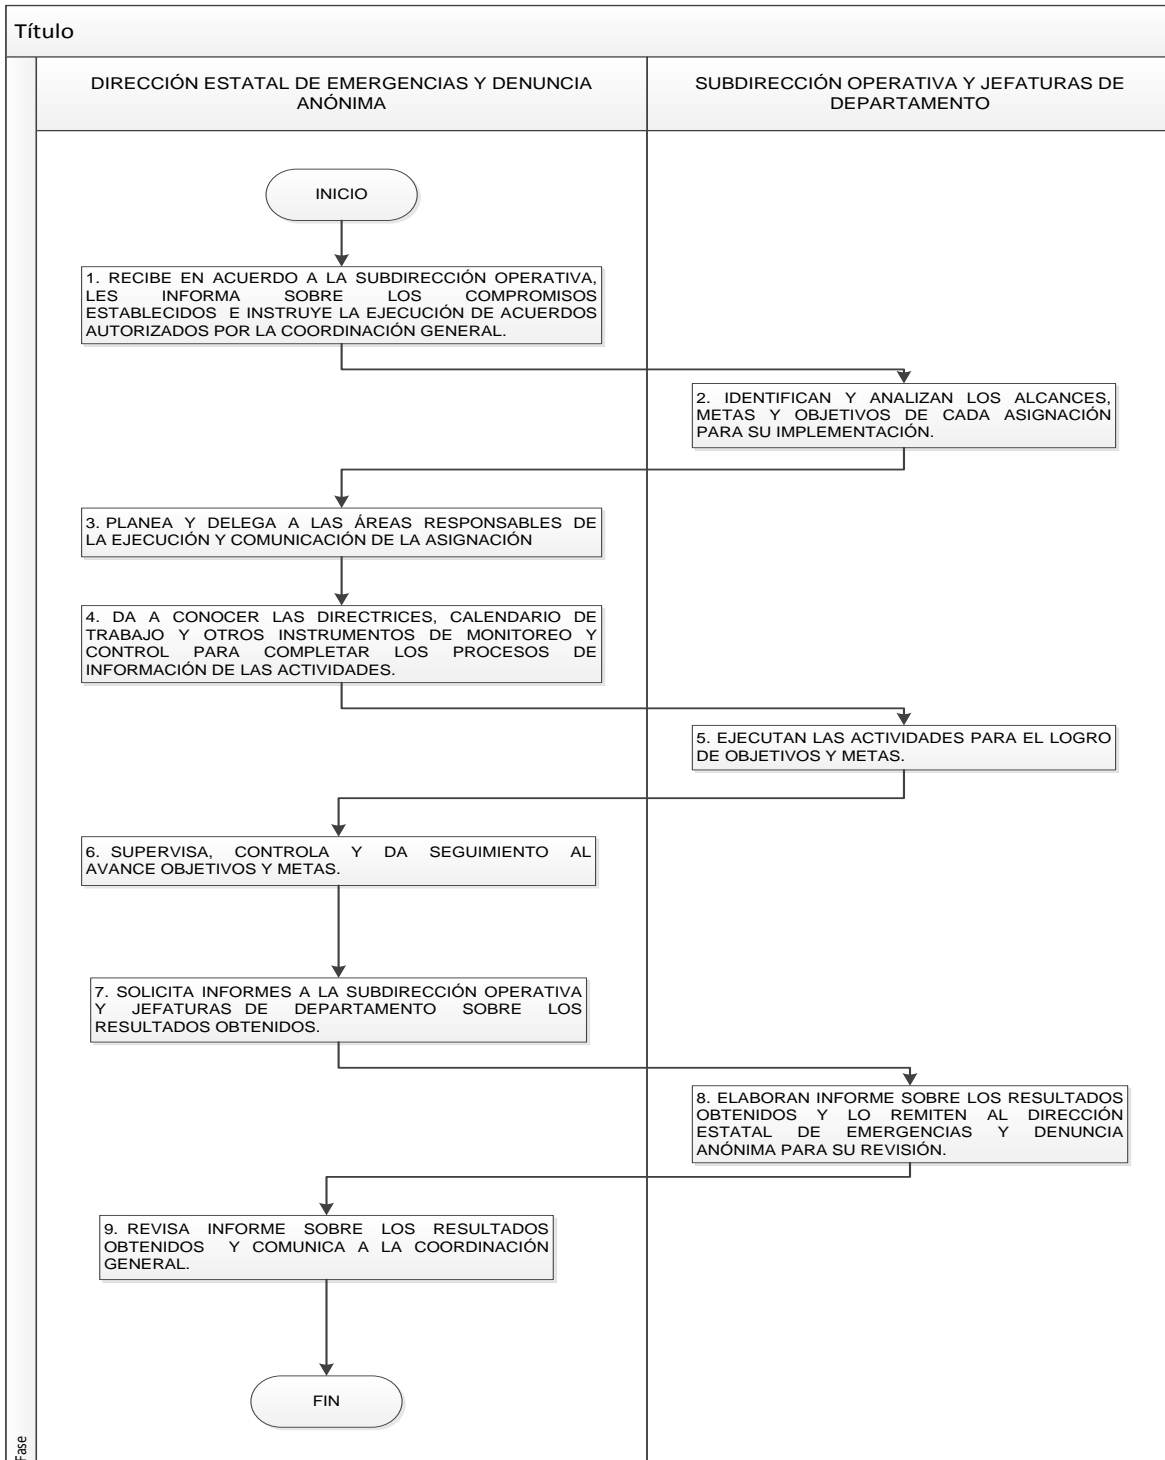 Título
DIRECCIÓN ESTATAL DE EMERGENCIAS Y DENUNCIA
ANÓNIMA
SUBDIRECCIÓN OPERATIVA Y JEFATURAS DE
DEPARTAMENTO
INICIO
1. RECIBE EN ACUERDO A LA SUBDIRECCIÓN OPERATIVA,
LES INFORMA SOBRE LOS COMPROMISOS
ESTABLECIDOS E INSTRUYE LA EJECUCIÓN DE ACUERDOS
AUTORIZADOS POR LA COORDINACIÓN GENERAL.
2. IDENTIFICAN Y ANALIZAN LOS ALCANCES,
METAS Y OBJETIVOS DE CADA ASIGNACIÓN
PARA SU IMPLEMENTACIÓN.
3. PLANEA Y DELEGA A LAS ÁREAS RESPONSABLES DE
LA EJECUCIÓN Y COMUNICACIÓN DE LA ASIGNACIÓN
4. DA A CONOCER LAS DIRECTRICES, CALENDARIO DE
TRABAJO Y OTROS INSTRUMENTOS DE MONITOREO Y
CONTROL PARA COMPLETAR LOS PROCESOS DE
INFORMACIÓN DE LAS ACTIVIDADES.
5. EJECUTAN LAS ACTIVIDADES PARA EL LOGRO
DE OBJETIVOS Y METAS.
6. SUPERVISA, CONTROLA Y DA SEGUIMIENTO AL
AVANCE OBJETIVOS Y METAS.
7. SOLICITA INFORMES A LA SUBDIRECCIÓN OPERATIVA
Y JEFATURAS DE DEPARTAMENTO SOBRE LOS
RESULTADOS OBTENIDOS.
8. ELABORAN INFORME SOBRE LOS RESULTADOS
OBTENIDOS Y LO REMITEN AL DIRECCIÓN
ESTATAL DE EMERGENCIAS Y DENUNCIA
ANÓNIMA PARA SU REVISIÓN.
9. REVISA INFORME SOBRE LOS RESULTADOS
OBTENIDOS Y COMUNICA A LA COORDINACIÓN
GENERAL.
FIN
Fase